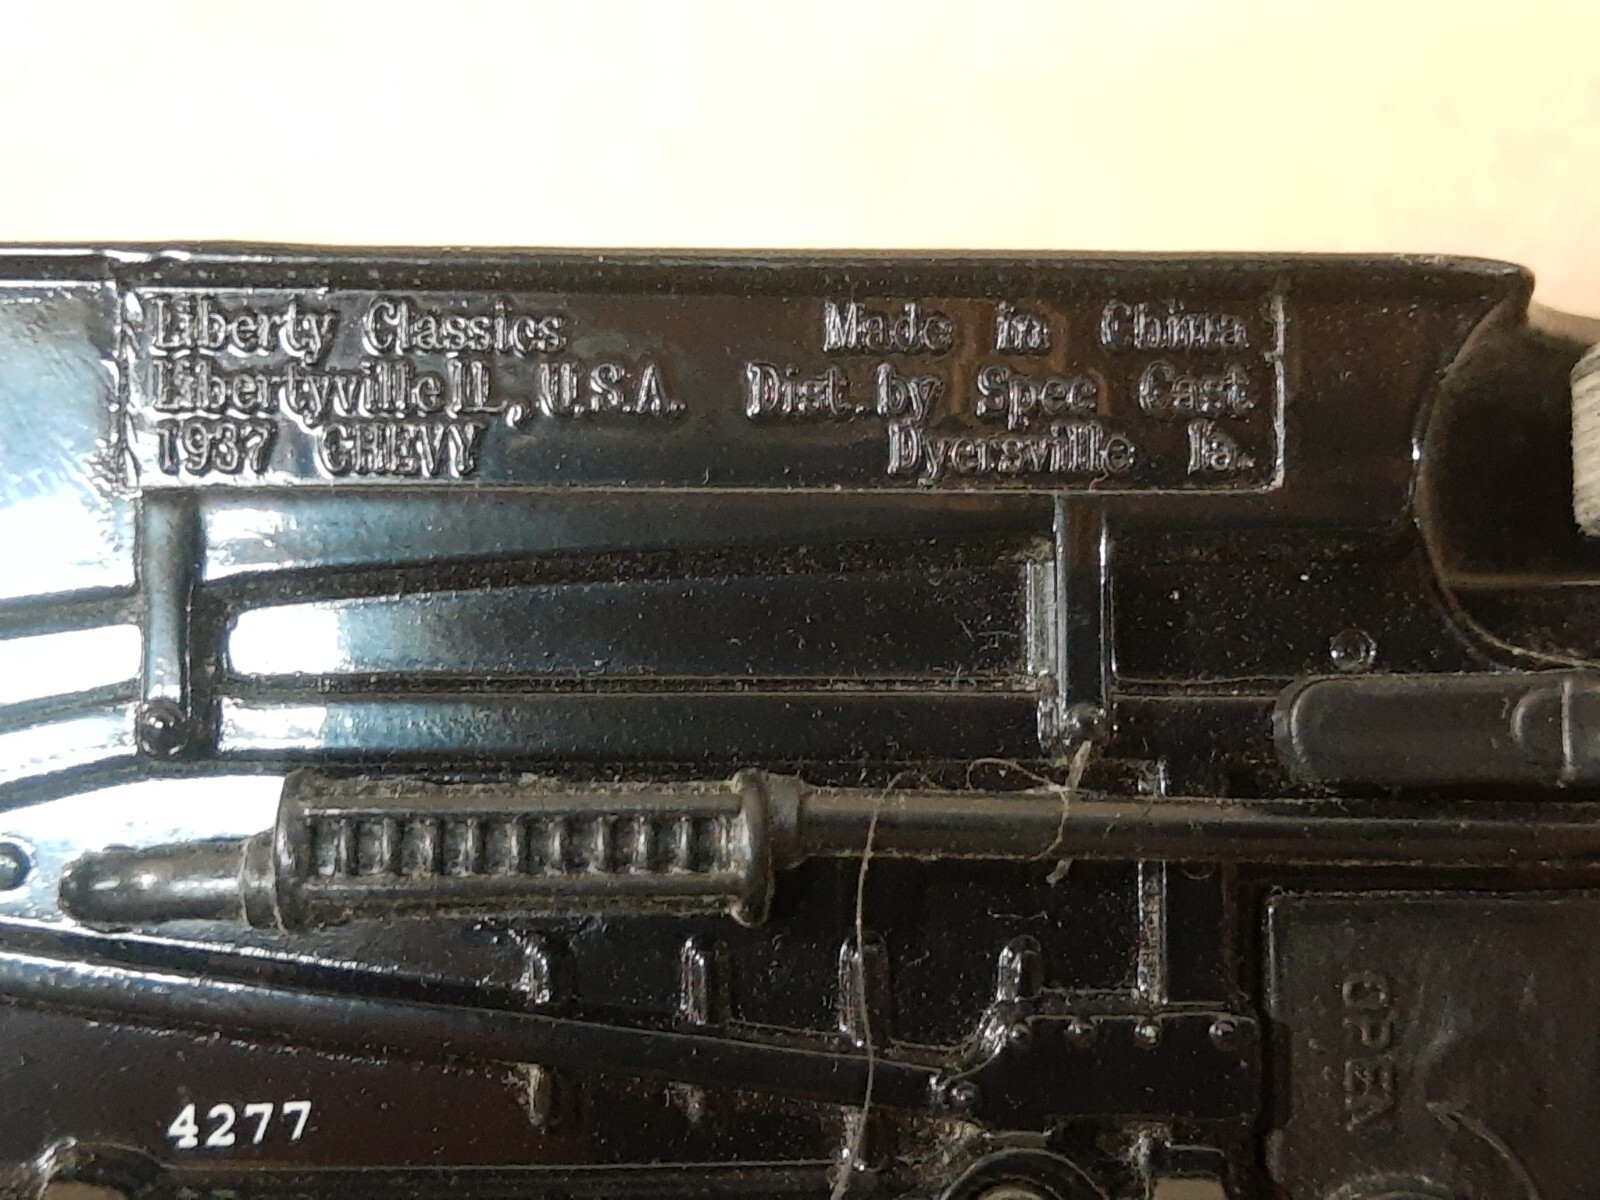 Liberty Classics
Libertyville IL, U.S.A.
1937 CHEVY
Made in China
Dist. by Spec Cast
Dyersville Ia.
OPEN
4277